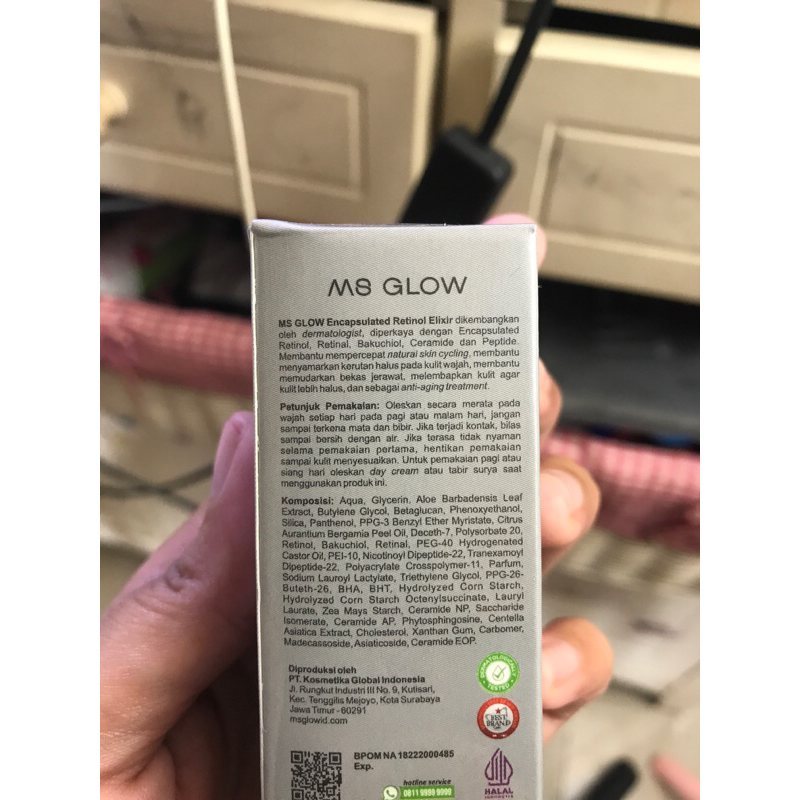 MS GLOW
MS GLOW Encapsulated Retinol Elixir dikembangkan
oleh dermatologist, diperkaya dengan Encapsulated
Retinol, Retinal, Bakuchiol, Ceramide dan Peptide.
Membantu mempercepat natural skin cycling, membantu
menyamarkan kerutan halus pada kulit wajah, membantu
memudarkan bekas jerawat, melembapkan kulit agar
kulit lebih halus, dan sebagai anti-aging treatment.
Petunjuk Pemakaian: Oleskan secara merata pada
wajah setiap hari pada pagi atau malam hari, jangan
sampai terkena mata dan bibir. Jika terjadi kontak, bilas
sampai bersih dengan air. Jika terasa tidak nyaman
selama pemakaian pertama, hentikan pemakaian
sampai kulit menyesuaikan. Untuk pemakaian pagi atau
siang hari oleskan day cream atau tabir surya saat
menggunakan produk ini.
Komposisi: Aqua, Glycerin, Aloe Barbadensis Leaf
Extract, Butylene Glycol, Betaglucan, Phenoxyethanol,
Silica, Panthenol, PPG-3 Benzyl Ether Myristate, Citrus
Aurantium Bergamia Peel Oil, Deceth-7, Polysorbate 20,
Retinol, Bakuchiol, Retinal, PEG-40 Hydrogenated
Castor Oil, PEI-10, Nicotinoyl Dipeptide-22, Tranexamoyl
Dipeptide-22, Polyacrylate Crosspolymer-11, Parfum,
Sodium Lauroyl Lactylate, Triethylene Glycol, PPG-26-
Buteth-26, BHA, BHT, Hydrolyzed Corn Starch,
Hydrolyzed Corn Starch Octenylsuccinate, Lauryl
Laurate, Zea Mays Starch, Ceramide NP, Saccharide
Isomerate, Ceramide AP, Phytosphingosine, Centella
Asiatica Extract, Cholesterol, Xanthan Gum, Carbomer,
Madecassoside, Asiaticoside, Ceramide EOP.
Diproduksi oleh
PT. Kosmetika Global Indonesia
Jl. Rungkut Industri III No. 9, Kutisari,
Kec. Tenggilis Mejoyo, Kota Surabaya
Jawa Timur - 60291
msglowid.com
DERMATOLOGICALLY
TESTED
BEST
BRAND
BPOM NA 18222000485
Exp.
hotline service
0811 9999 9999
HALAL
INDONESIA